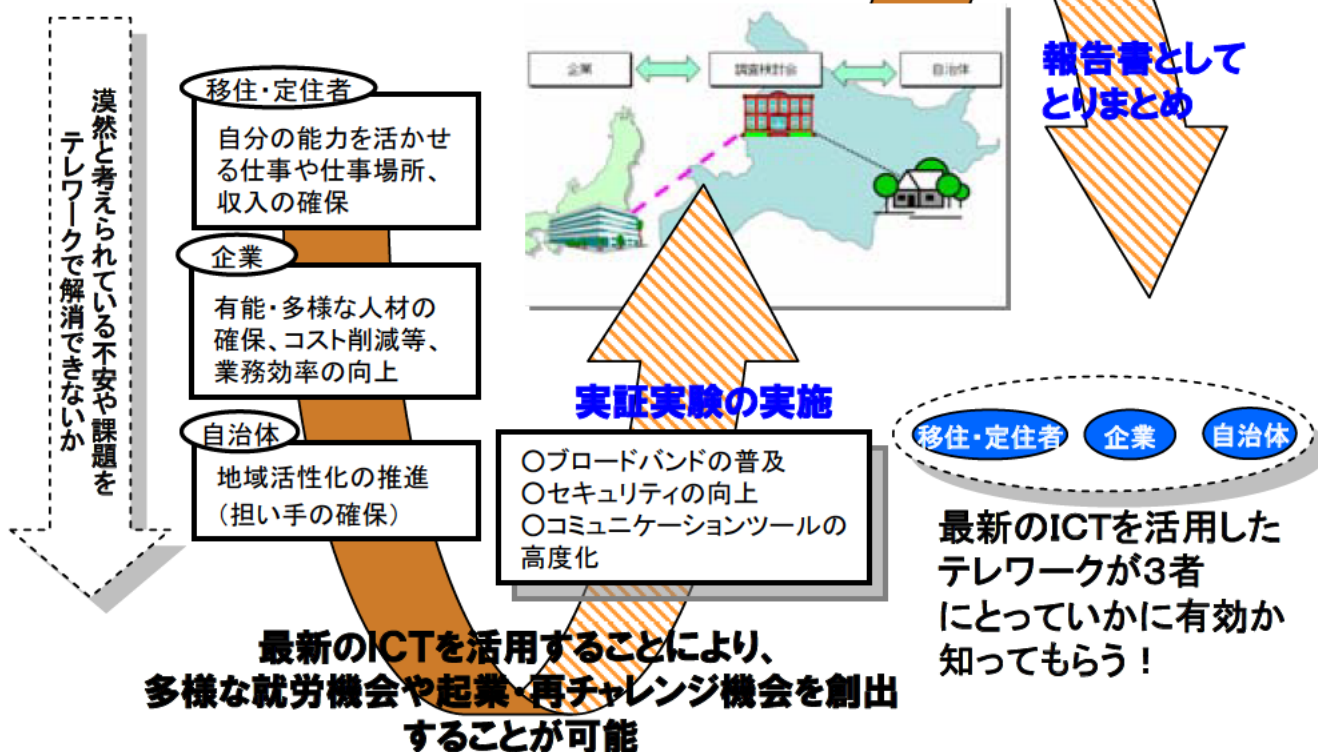 漠然と考えられている不安や課題を
テレワークで解消できないか
移住・定住者
自分の能力を活かせ
る仕事や仕事場所、
収入の確保
企業
有能・多様な人材の
確保、コスト削減等、
業務効率の向上
自治体
地域活性化の推進
（担い手の確保）
企業
調査検討会
自治体
報告書として
とりまとめ
実証実験の実施
○ブロードバンドの普及
○セキュリティの向上
○コミュニケーションツールの
高度化
移住・定住者
企業
自治体
最新のICTを活用した
テレワークが3者
にとっていかに有効か
知ってもらう！
最新のICTを活用することにより、
多様な就労機会や起業・再チャレンジ機会を創出
することが可能